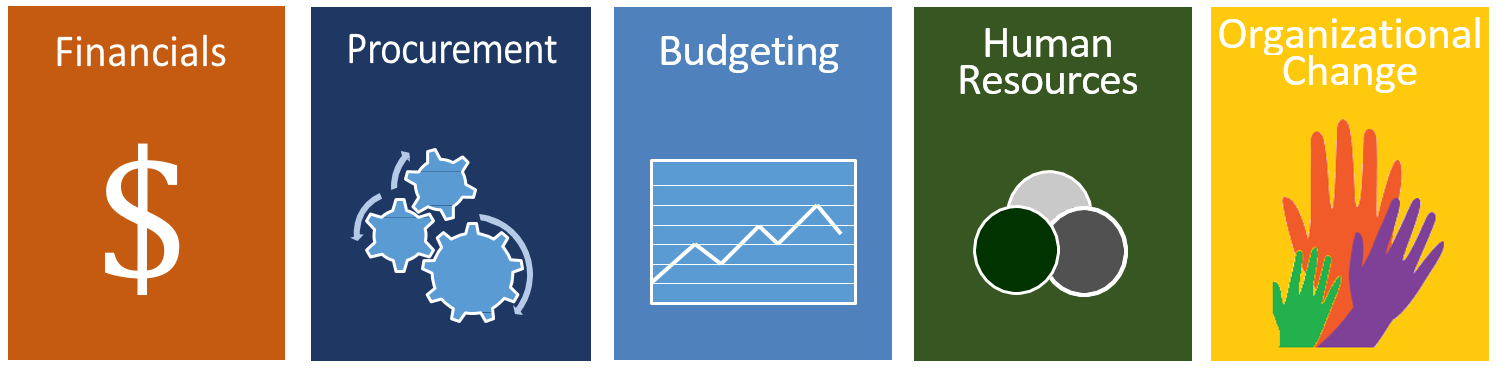 Financials
Procurement
Budgeting
Human
Resources
Organizational
Change
$